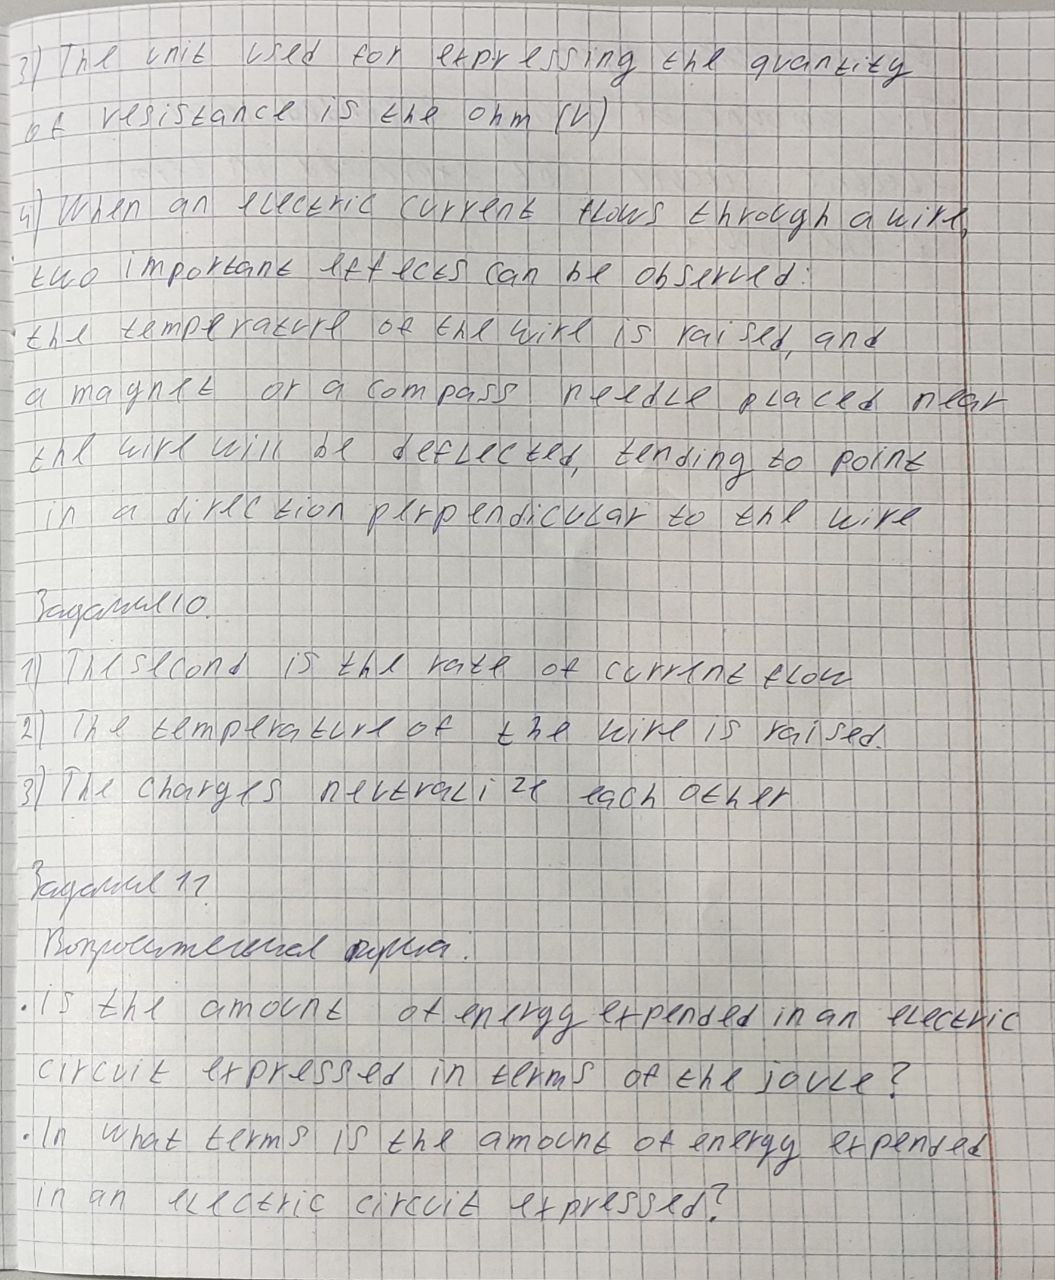 3) The unit used for expressing the quantity
of resistance is the ohm (V)
4) When an electric current flows through a wire,
two important effects can be observed:
the temperature of the wire is raised, and
a magnet or a compass needle placed near
the wire will be deflected, tending to point
in a direction perpendicular to the wire
Задание 10.
1) The second is the rate of current flow
2) The temperature of the wire is raised.
3) The charges neutralize each other
Задание 11
Вопросительная форма.
• is the amount of energy expended in an electric
circuit expressed in terms of the joule?
• In what terms is the amount of energy expended
in an electric circuit expressed?